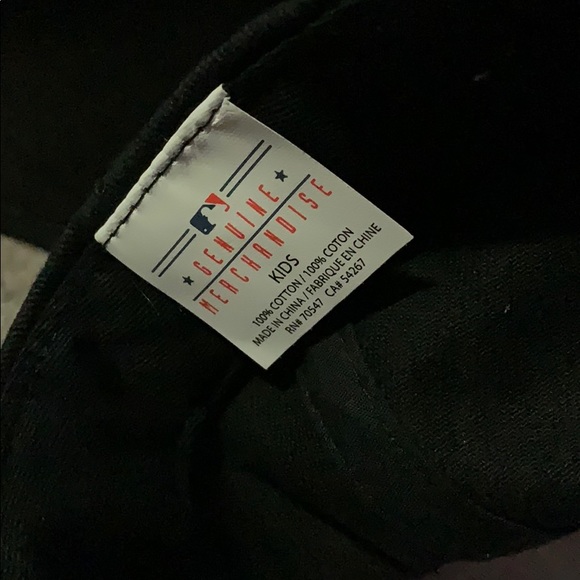 GENUINE
MERCHANDISE
KIDS
100% COTTON / 100% COTON
MADE IN CHINA / FABRIQUE EN CHINE
RN# 70547 CA# 54267